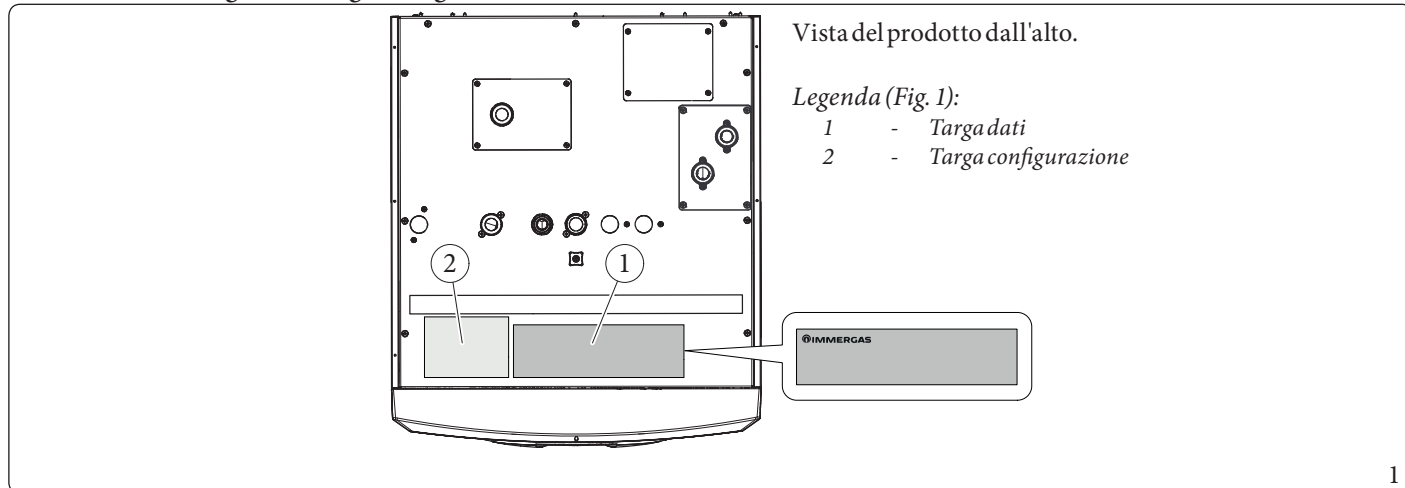 Vista del prodotto dall'alto.
Legenda (Fig. 1):
1 - Targa dati
2 - Targa configurazione
2
1
IMMERGAS
1